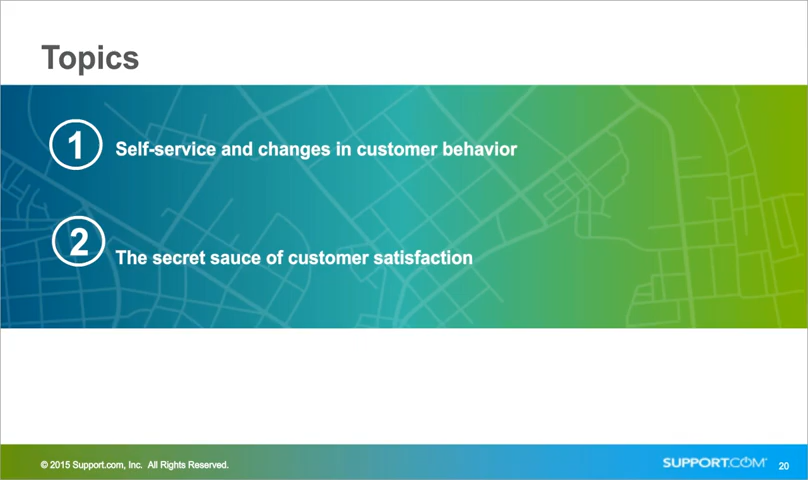 Topics
1
Self-service and changes in customer behavior
2
The secret sauce of customer satisfaction
© 2015 Support.com, Inc. All Rights Reserved.
SUPPORT.COM
20